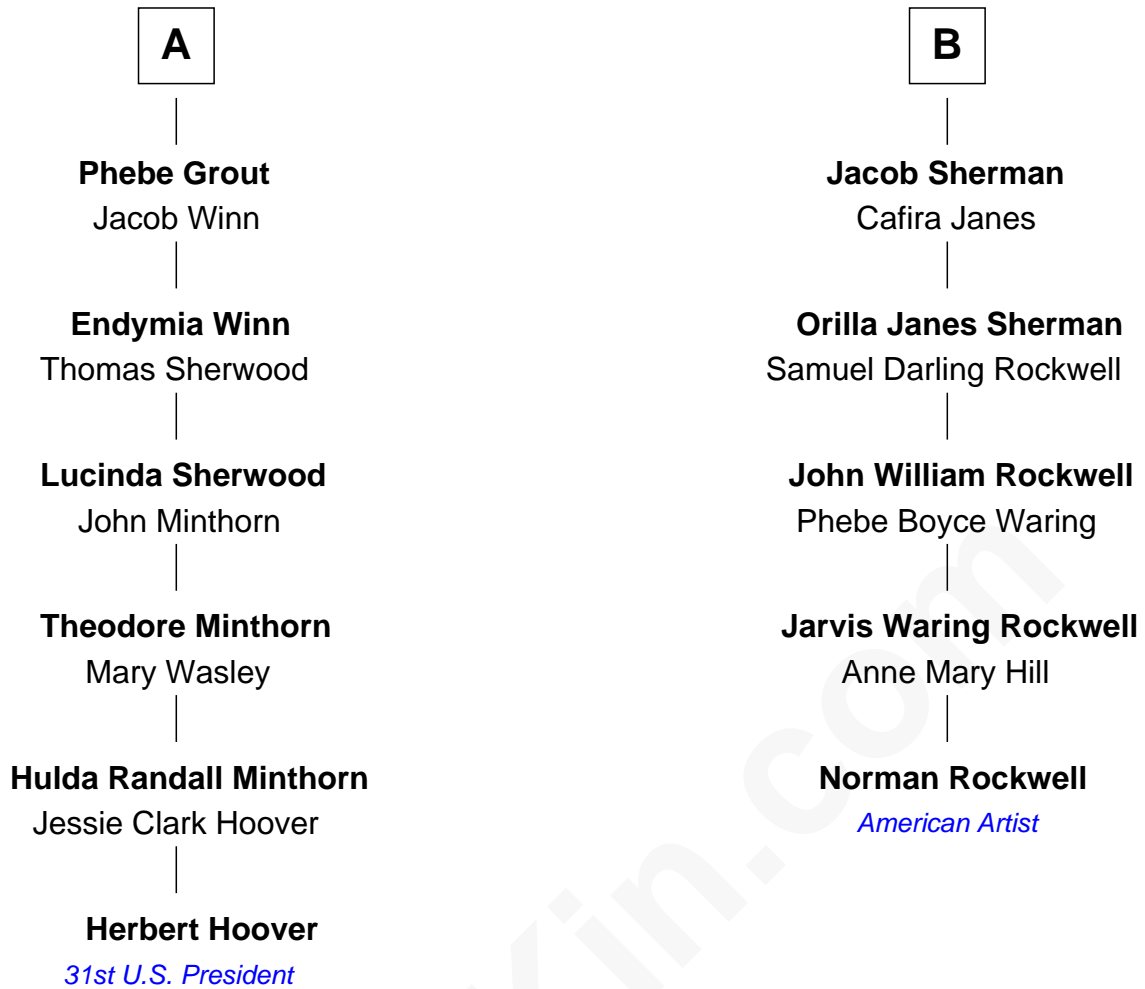 A
Phebe Grout
Jacob Winn
Endymia Winn
Thomas Sherwood
Lucinda Sherwood
John Minthorn
Theodore Minthorn
Mary Wasley
Hulda Randall Minthorn
Jessie Clark Hoover
Herbert Hoover
31st U.S. President
B
Jacob Sherman
Cafira Janes
Orilla Janes Sherman
Samuel Darling Rockwell
John William Rockwell
Phebe Boyce Waring
Jarvis Waring Rockwell
Anne Mary Hill
Norman Rockwell
American Artist
Kin.com